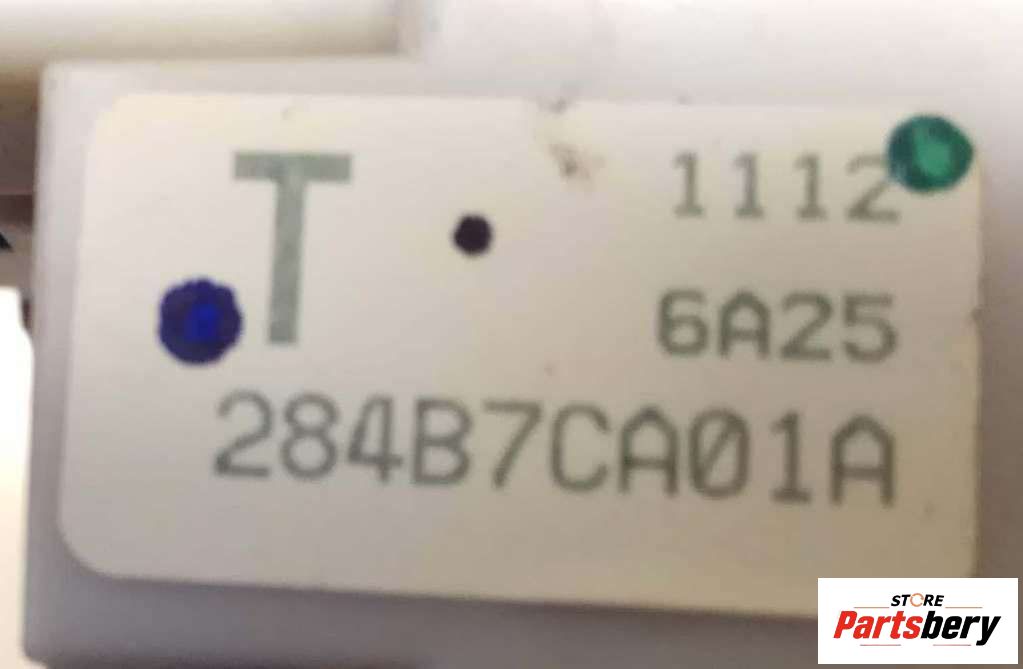 T
1112
6A25
284B7CA01A
STORE
Partsbery